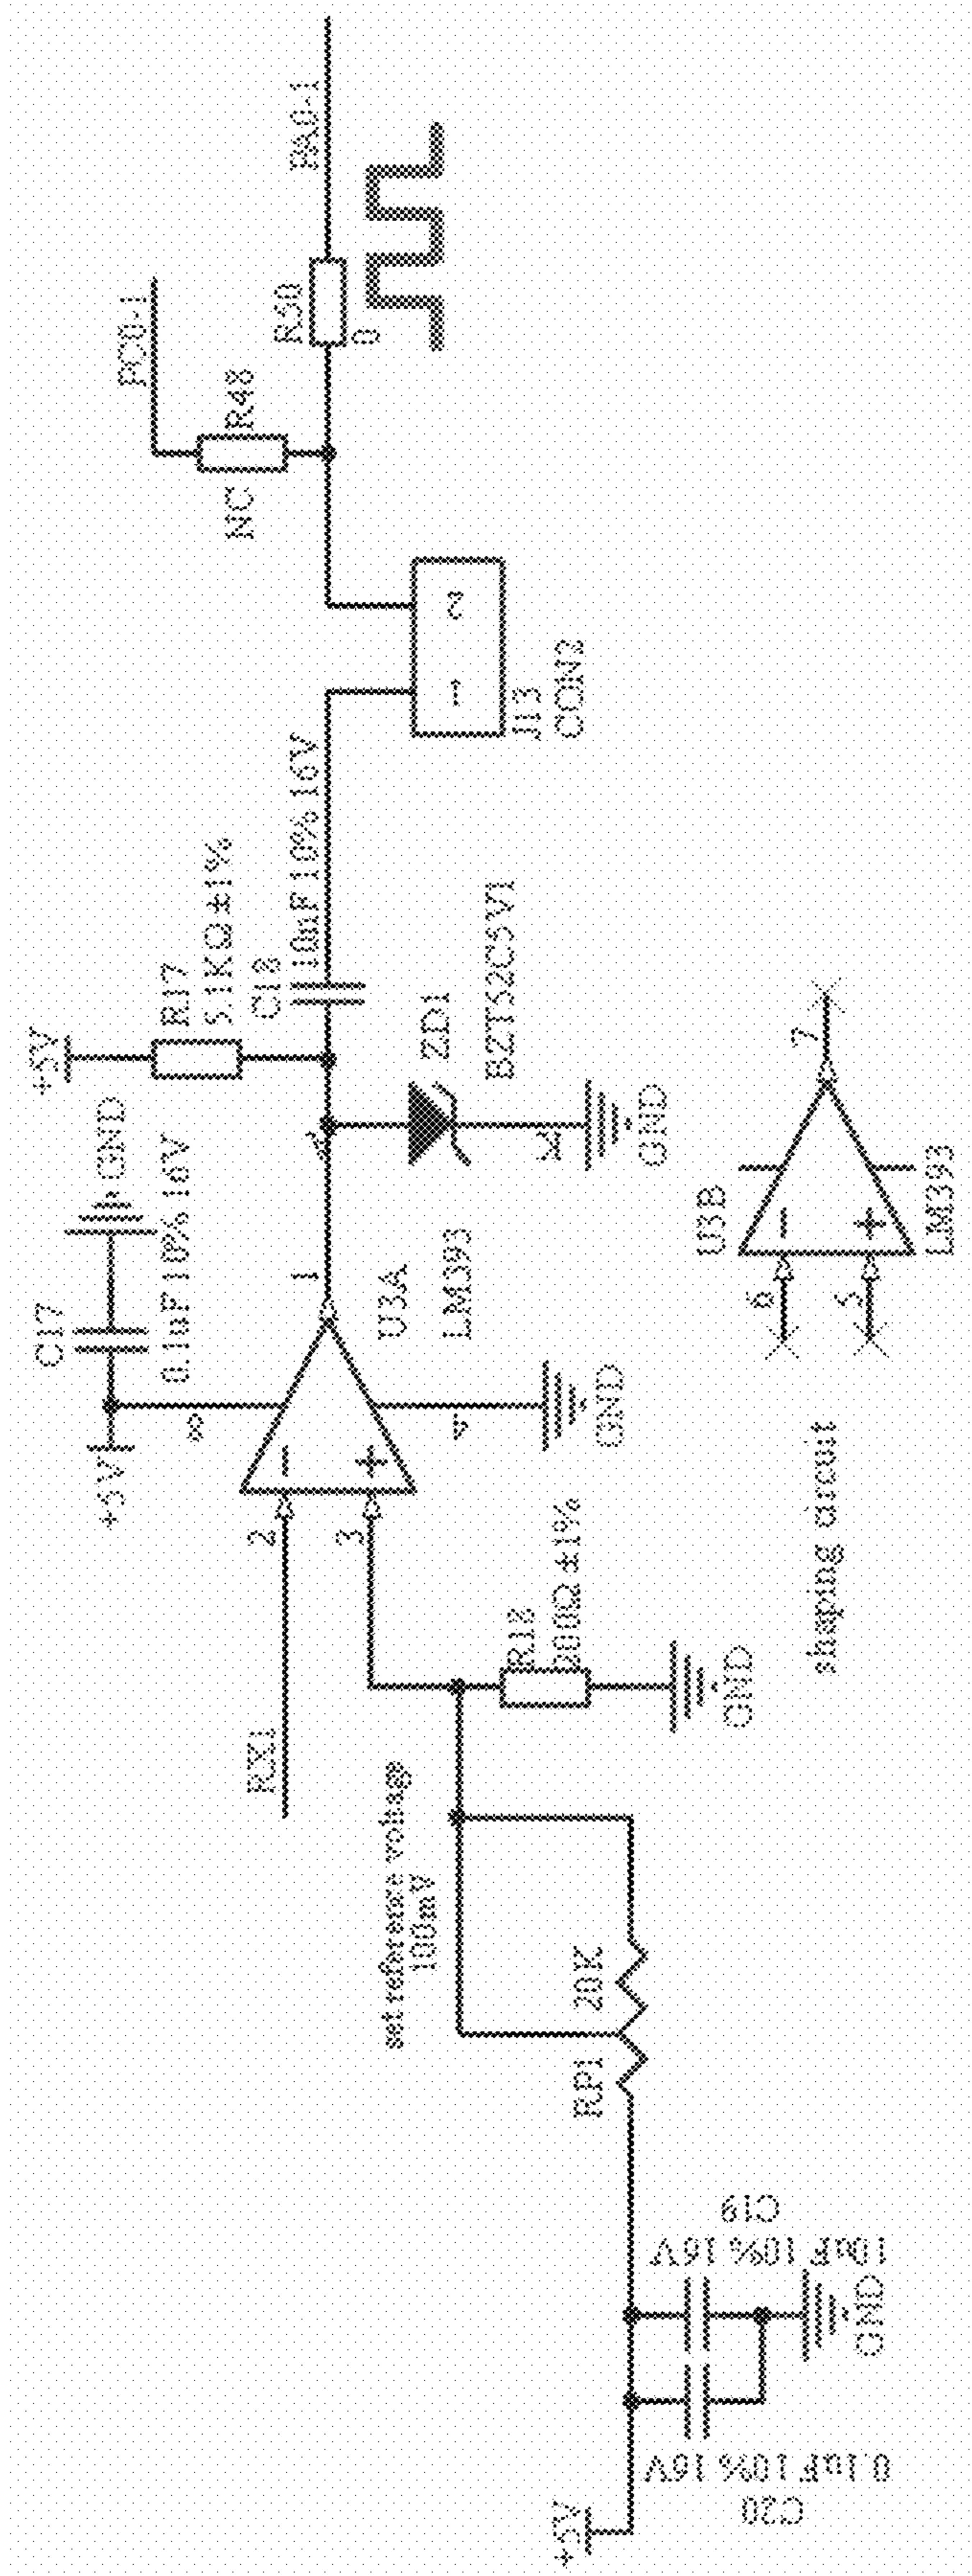 +5V
C20
0.1uF 10% 16V
C19
10uF 10% 16V
GND
RP1
20K
set reference voltage
100mV
R18
GND
RX1
2
3
+5V
8
C17
0.1uF 10% 16V
GND
4
GND
U3A
LM393
1
A
+5V
R17
5.1KΩ±1%
ZD1
BZT52C5V1
K
GND
C18
10uF 10% 16V
1
2
J13
CON2
NC
R48
PC0-1
R50
0
PA0-1
6
5
U3B
LM393
7
shaping circuit